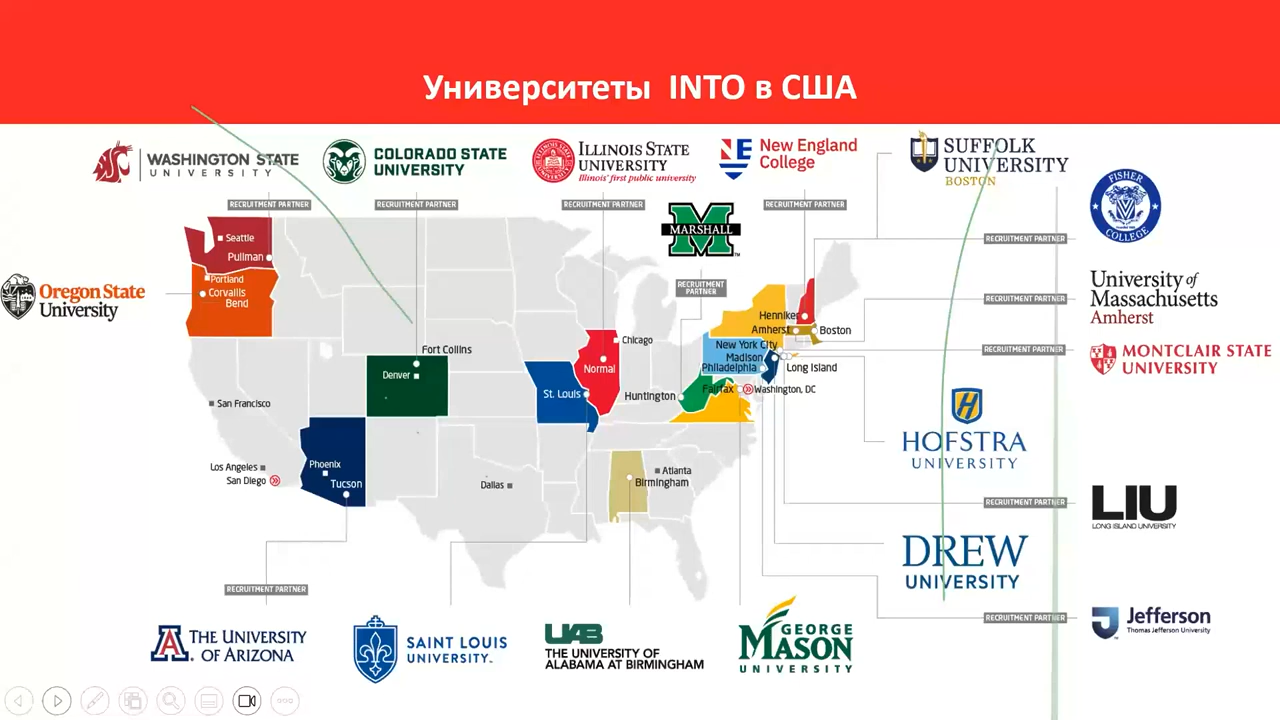 Университеты INTO в США
WASHINGTON STATE
UNIVERSITY
COLORADO STATE
UNIVERSITY
ILLINOIS STATE
UNIVERSITY
Illinois' first public university
New England
College
SUFFOLK
UNIVERSITY
BOSTON
FISHER
COLLEGE
RECRUITMENT PARTNER
RECRUITMENT PARTNER
RECRUITMENT PARTNER
RECRUITMENT PARTNER
MARSHALL
RECRUITMENT
PARTNER
RECRUITMENT PARTNER
Oregon State
University
University of
Massachusetts
Amherst
RECRUITMENT PARTNER
MONTCLAIR STATE
UNIVERSITY
RECRUITMENT PARTNER
Seattle
Pullman
Portland
Corvallis
Bend
Fort Collins
Denver
San Francisco
Los Angeles
San Diego
Phoenix
Tucson
Dallas
St. Louis
Chicago
Normal
Huntington
Atlanta
Birmingham
Henniker
Amherst
Boston
New York City
Madison
Philadelphia
Long Island
Fairfax
Washington, DC
HOFSTRA
UNIVERSITY
RECRUITMENT PARTNER
LIU
LONG ISLAND UNIVERSITY
DREW
UNIVERSITY
RECRUITMENT PARTNER
Jefferson
Thomas Jefferson University
RECRUITMENT PARTNER
A
THE UNIVERSITY
OF ARIZONA
SAINT LOUIS
UNIVERSITY.
UAB
THE UNIVERSITY OF
ALABAMA AT BIRMINGHAM
GEORGE
MASON
UNIVERSITY